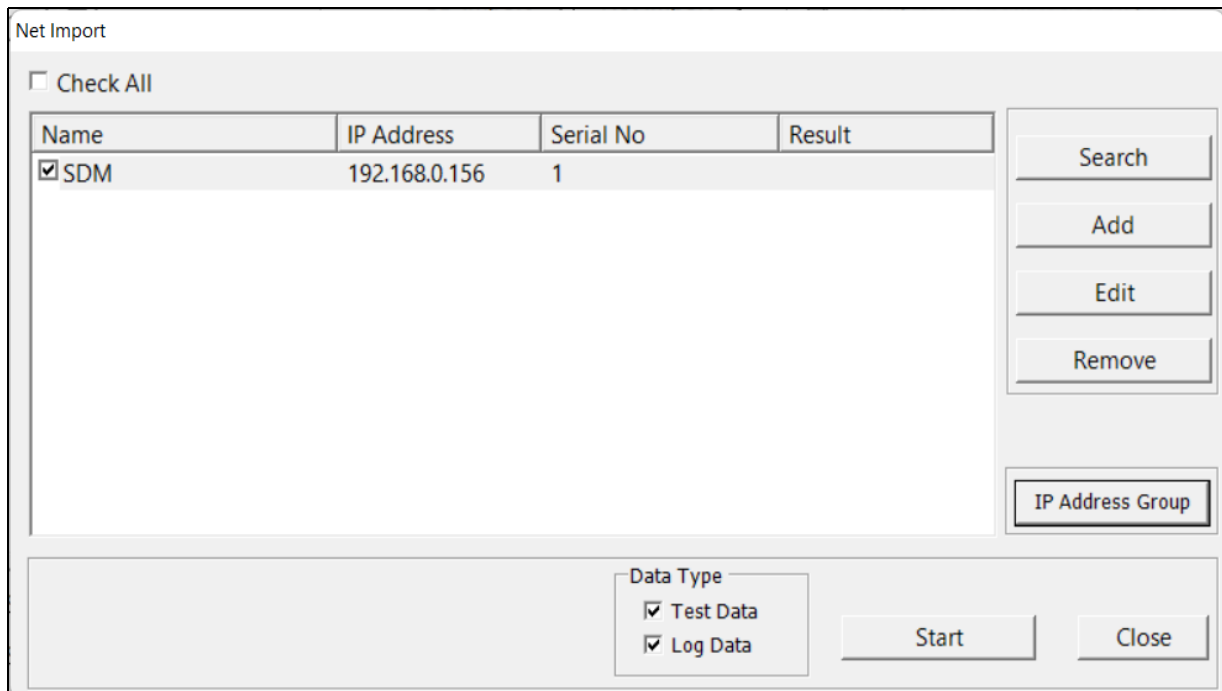 Net Import
Check All
Name IP Address Serial No Result
SDM 192.168.0.156 1
Search
Add
Edit
Remove
IP Address Group
Data Type
Test Data
Log Data
Start
Close